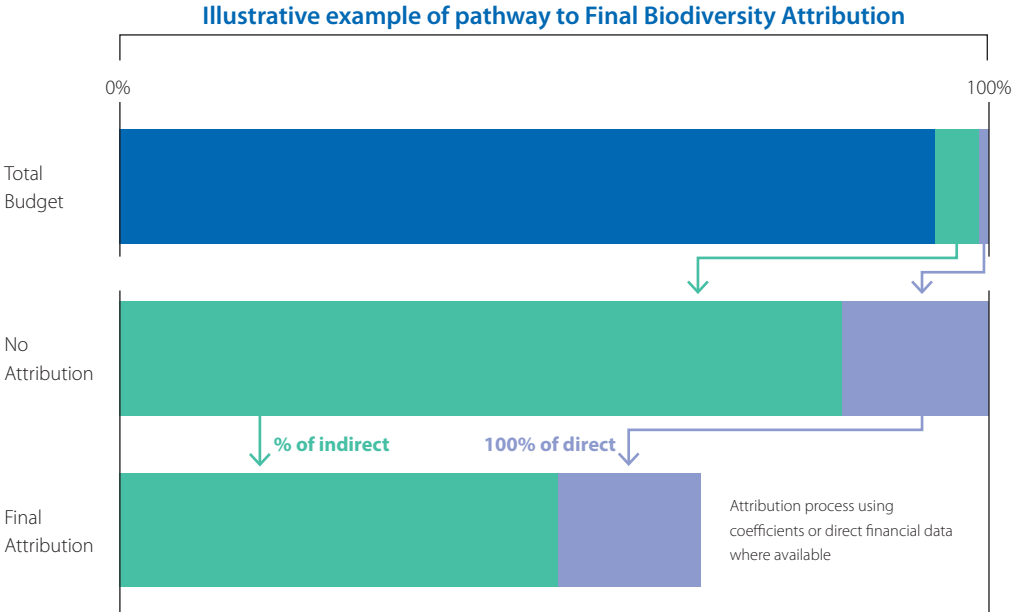 Illustrative example of pathway to Final Biodiversity Attribution
0%
100%
Total
Budget
No
Attribution
% of indirect
100% of direct
Final
Attribution
Attribution process using
coefficients or direct financial data
where available